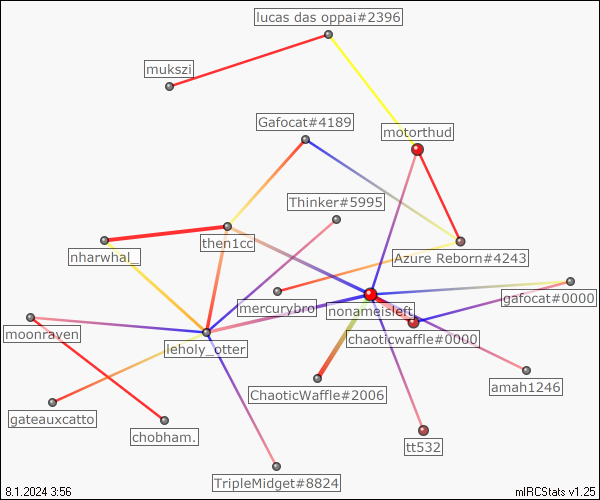 lucas das oppai#2396
mukszi
Gafocat#4189
motorthud
Thinker#5995
then1cc
nharwhal_
Azure Reborn#4243
mercurybrd
nonameisleft
gafocat#0000
moonraven
leholy_otter
chaoticwaffle#0000
ChaoticWaffle#2006
amah1246
gateauxcatto
chobham.
tt532
TripleMidget#8824
8.1.2024 3:56
mIRCStats v1.25